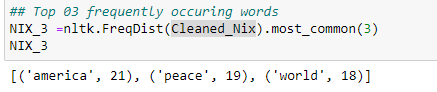 ## Top 03 frequently occuring words
NIX_3 =nltk.FreqDist(Cleaned_Nix).most_common(3)
NIX_3
[('america', 21), ('peace', 19), ('world', 18)]